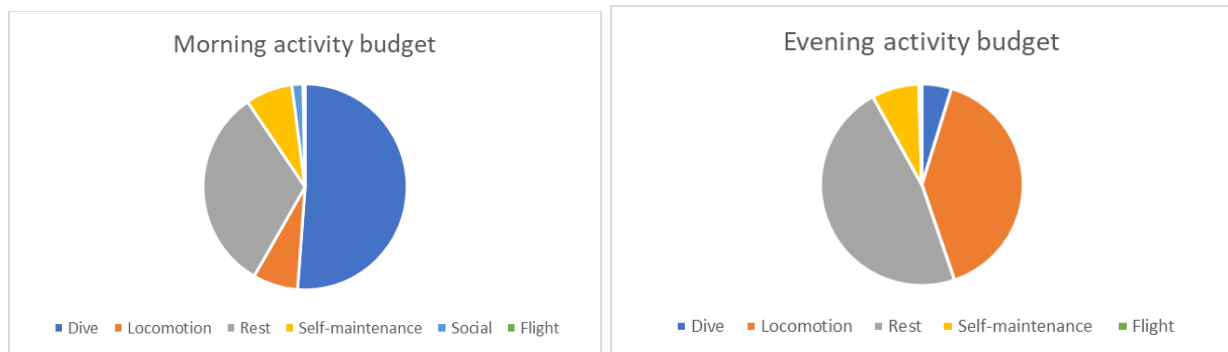 Morning activity budget
Dive Locomotion Rest Self-maintenance Social Flight
Evening activity budget
Dive Locomotion Rest Self-maintenance Flight